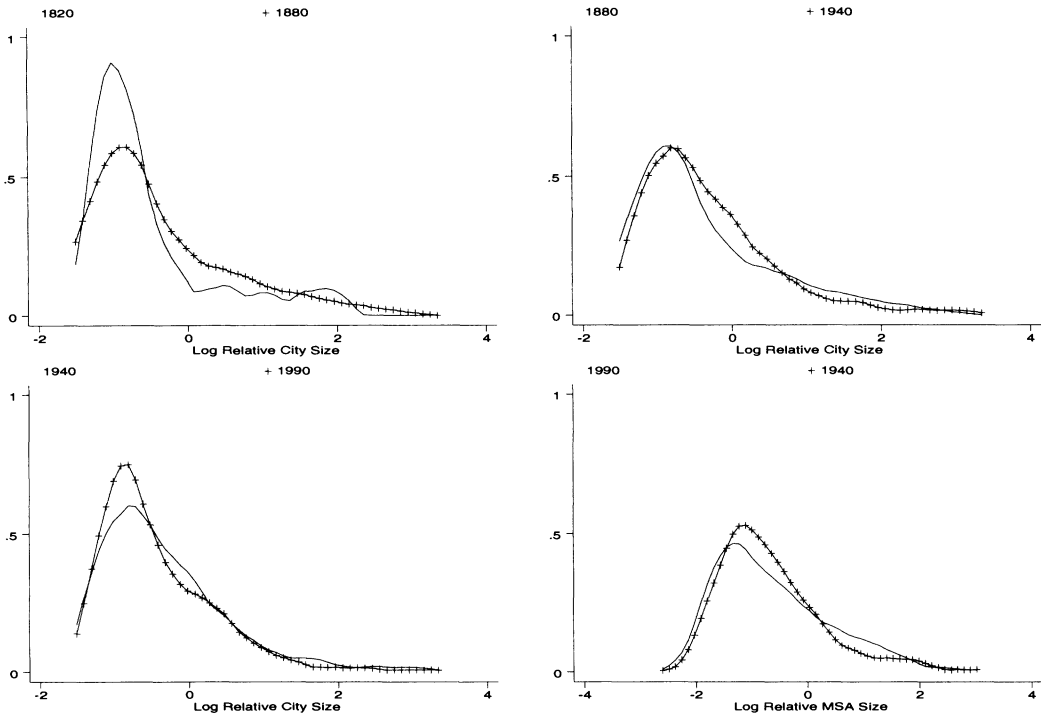 1820 + 1880
1
.5
0
-2 0 2 4
Log Relative City Size
1880 + 1940
1
.5
0
-2 0 2 4
Log Relative City Size
1940 + 1990
1
.5
0
-2 0 2 4
Log Relative City Size
1990 + 1940
1
.5
0
-4 -2 0 2 4
Log Relative MSA Size